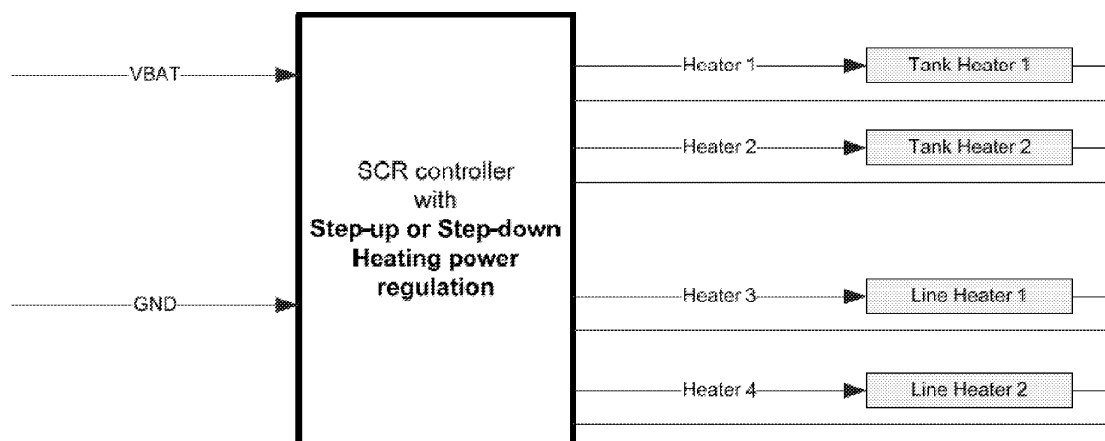 VBAT
GND
SCR controller
with
Step-up or Step-down
Heating power
regulation
Heater 1
Tank Heater 1
Heater 2
Tank Heater 2
Heater 3
Line Heater 1
Heater 4
Line Heater 2